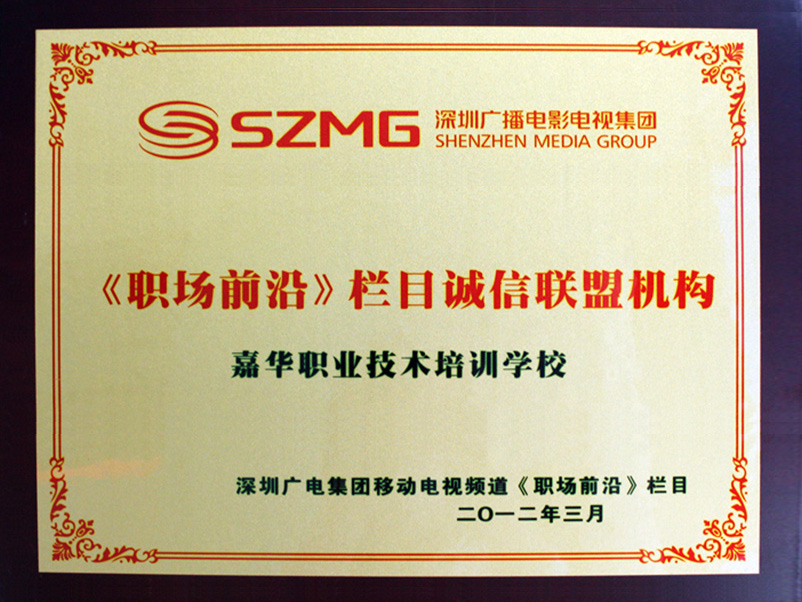 SZMG 深圳广播电影电视集团
SHENZHEN MEDIA GROUP
《职场前沿》栏目诚信联盟机构
嘉华职业技术培训学校
深圳广电集团移动电视频道《职场前沿》栏目
二O一二年三月